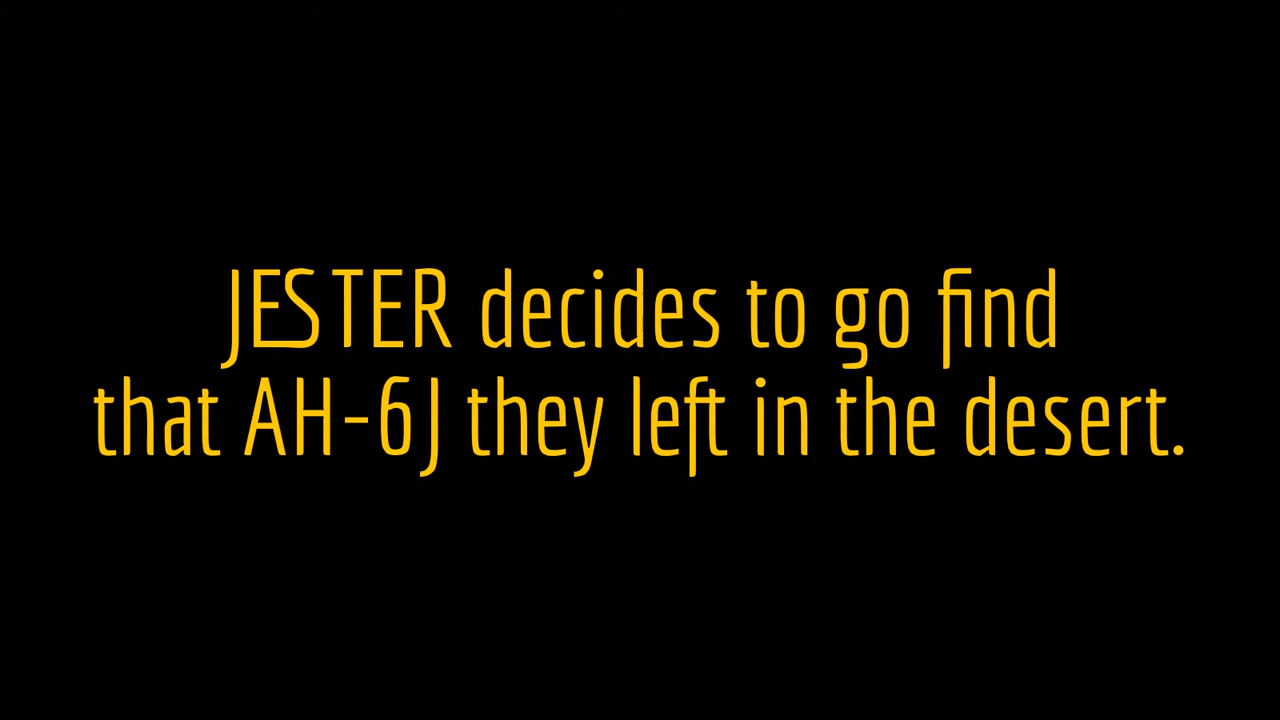 JESTER decides to go find
that AH-6J they left in the desert.